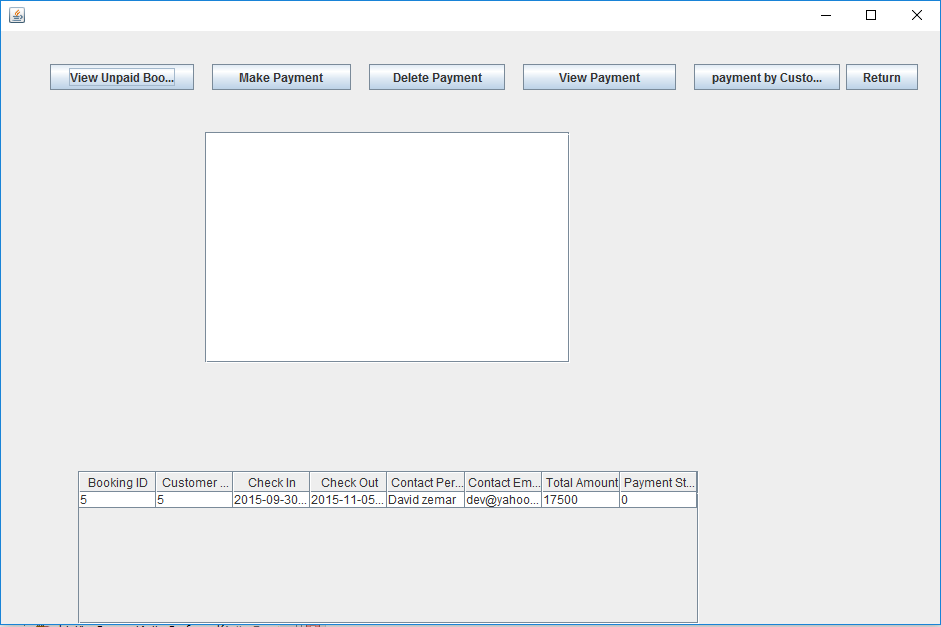 View Unpaid Boo... Make Payment Delete Payment View Payment payment by Custo... Return
Booking ID Customer ... Check In Check Out Contact Per... Contact Em... Total Amount Payment St...
5 5 2015-09-30... 2015-11-05... David zemar dev@yahoo... 17500 0